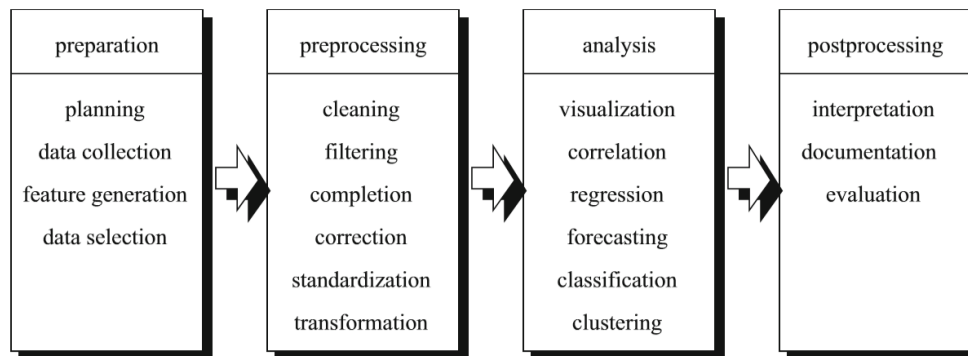 preparation
planning
data collection
feature generation
data selection
preprocessing
cleaning
filtering
completion
correction
standardization
transformation
analysis
visualization
correlation
regression
forecasting
classification
clustering
postprocessing
interpretation
documentation
evaluation